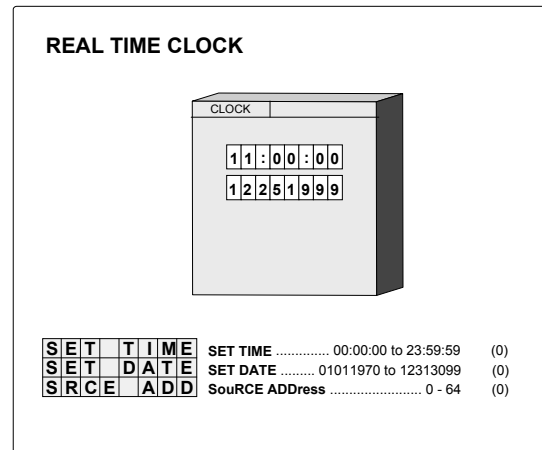 REAL TIME CLOCK
CLOCK
11:00:00
12251999
SET TIME SET TIME ............. 00:00:00 to 23:59:59 (0)
SET DATE SET DATE ......... 01011970 to 12313099 (0)
SRCE ADD SouRCE ADDress ....................... 0 - 64 (0)